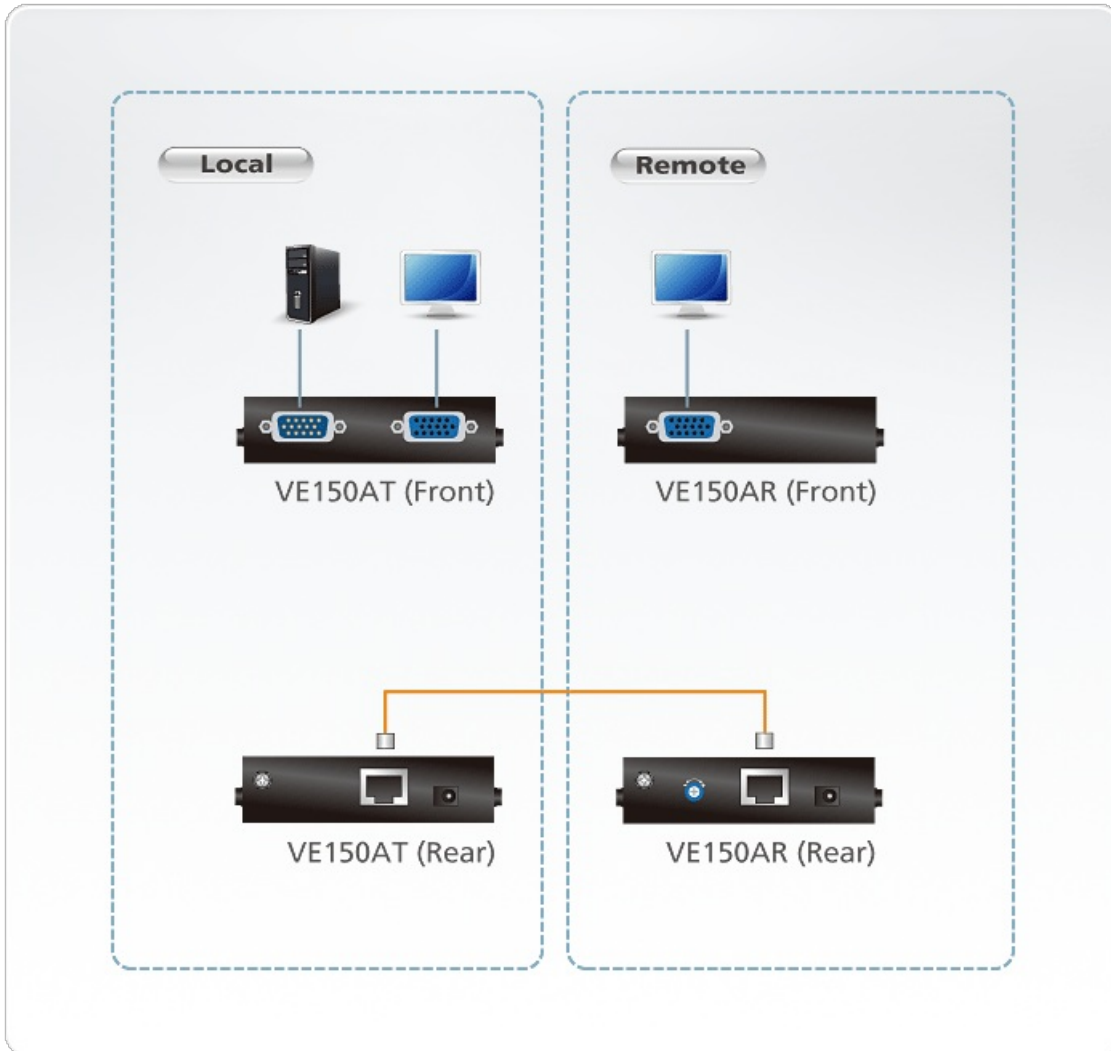 Local
Remote
VE150AT (Front)
VE150AR (Front)
VE150AT (Rear)
VE150AR (Rear)